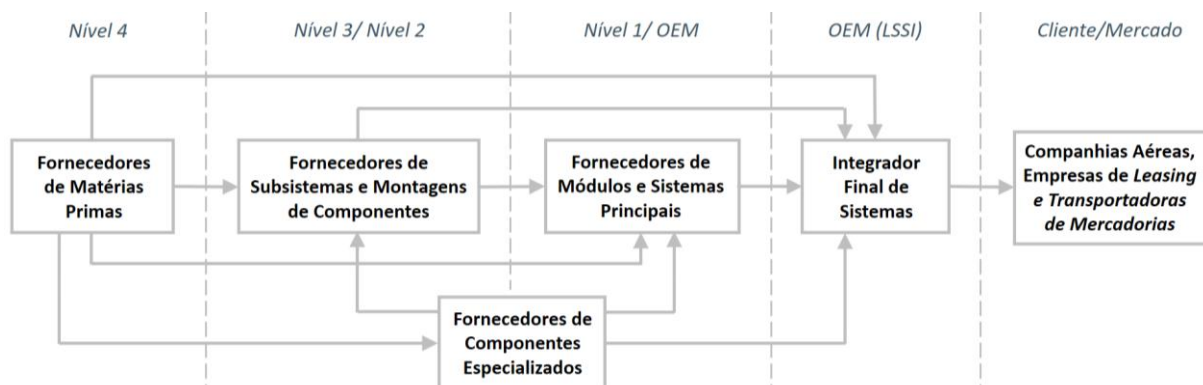 Nível 4
Nível 3/ Nível 2
Nível 1/ OEM
OEM (LSSI)
Cliente/Mercado
Fornecedores
de Matérias
Primas
Fornecedores de
Subsistemas e Montagens
de Componentes
Fornecedores de
Módulos e Sistemas
Principais
Integrador
Final de
Sistemas
Companhias Aéreas,
Empresas de Leasing
e Transportadoras
de Mercadorias
Fornecedores de
Componentes
Especializados